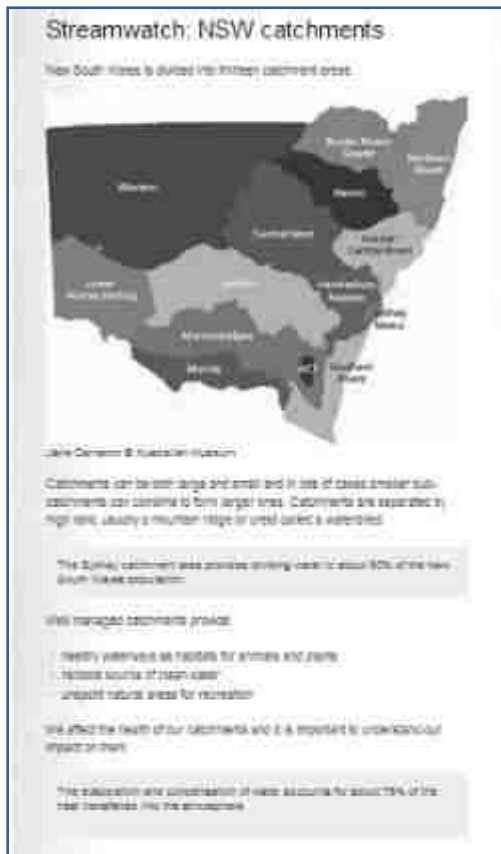 Streamwatch: NSW catchments
New South Wales is divided into thirteen catchment areas.
Border Rivers
Gwydir
Northern
Rivers
Western
Namoi
Central West
Hunter -
Central Rivers
Lower
Murray Darling
Lachlan
Hawkesbury
Nepean
Sydney
Metro
Murrumbidgee
Murray
ACT
Southern
Rivers
© Australian Museum
Catchments can be both large and small and in lots of cases smaller sub-
catchments can combine to form larger ones. Catchments are separated by
high land, usually a mountain ridge or crest called a watershed.
The Sydney catchment area provides drinking water to about 60% of the New
South Wales population.
Well managed catchments provide:
healthy waterways as habitats for animals and plants
reliable source of clean water
unspoilt natural areas for recreation
We affect the health of our catchments and it is important to understand our
impact on them.
The evaporation and condensation of water accounts for about 75% of the
heat transferred into the atmosphere.